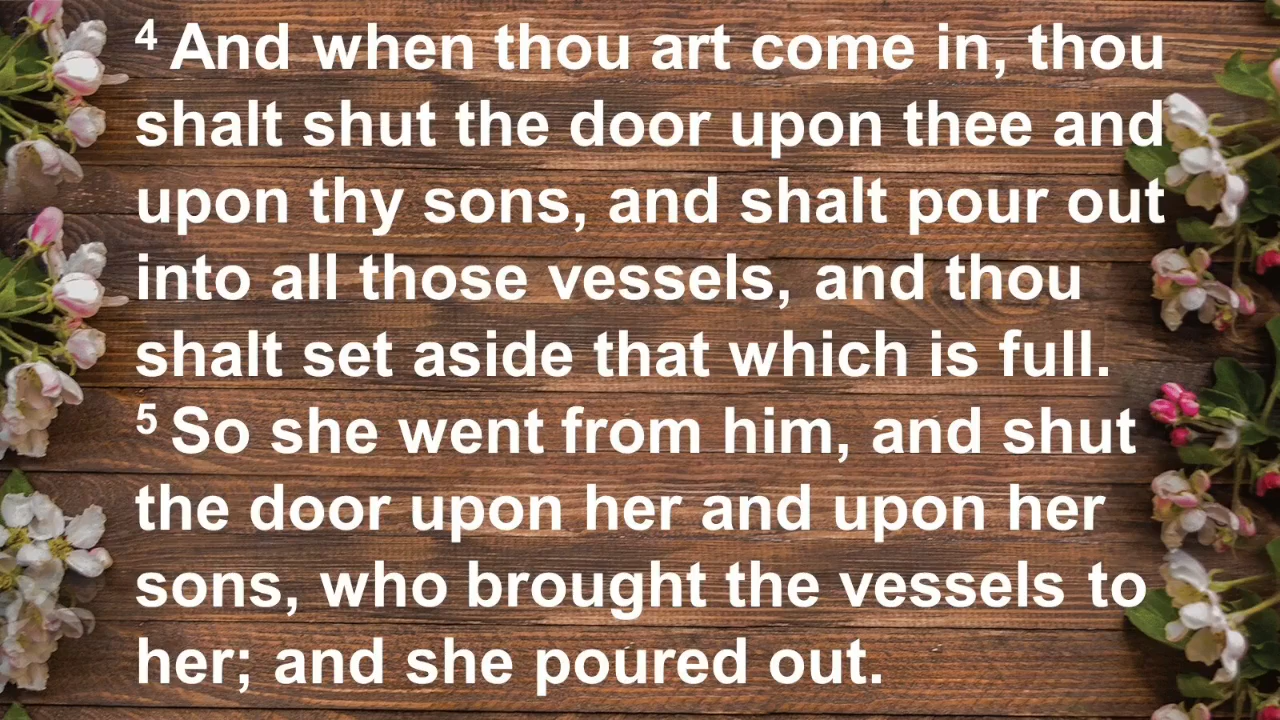 4 And when thou art come in, thou
shalt shut the door upon thee and
upon thy sons, and shalt pour out
into all those vessels, and thou
shalt set aside that which is full.
5 So she went from him, and shut
the door upon her and upon her
sons, who brought the vessels to
her; and she poured out.